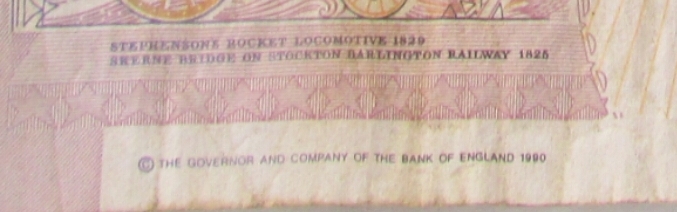 STEPHENSONS ROCKET LOCOMOTIVE 1829
SKERNE BRIDGE ON STOCKTON DARLINGTON RAILWAY 1825
© THE GOVERNOR AND COMPANY OF THE BANK OF ENGLAND 1990